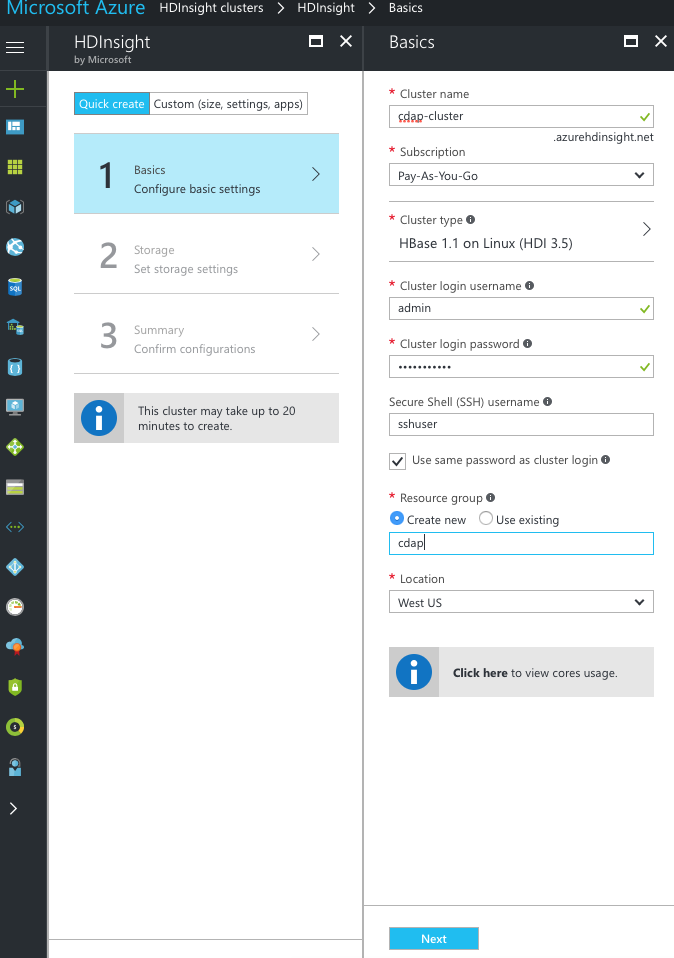 Microsoft Azure HDInsight clusters > HDInsight > Basics
HDInsight
by Microsoft
Quick create Custom (size, settings, apps)
1 Basics
Configure basic settings
2 Storage
Set storage settings
3 Summary
Confirm configurations
This cluster may take up to 20
minutes to create.
Basics
* Cluster name
cdap-cluster
.azurehdinsight.net
* Subscription
Pay-As-You-Go
* Cluster type
HBase 1.1 on Linux (HDI 3.5)
* Cluster login username
admin
* Cluster login password
•••••••••••
Secure Shell (SSH) username
sshuser
Use same password as cluster login
* Resource group
Create new Use existing
cdap
* Location
West US
Click here to view cores usage.
Next
SQL